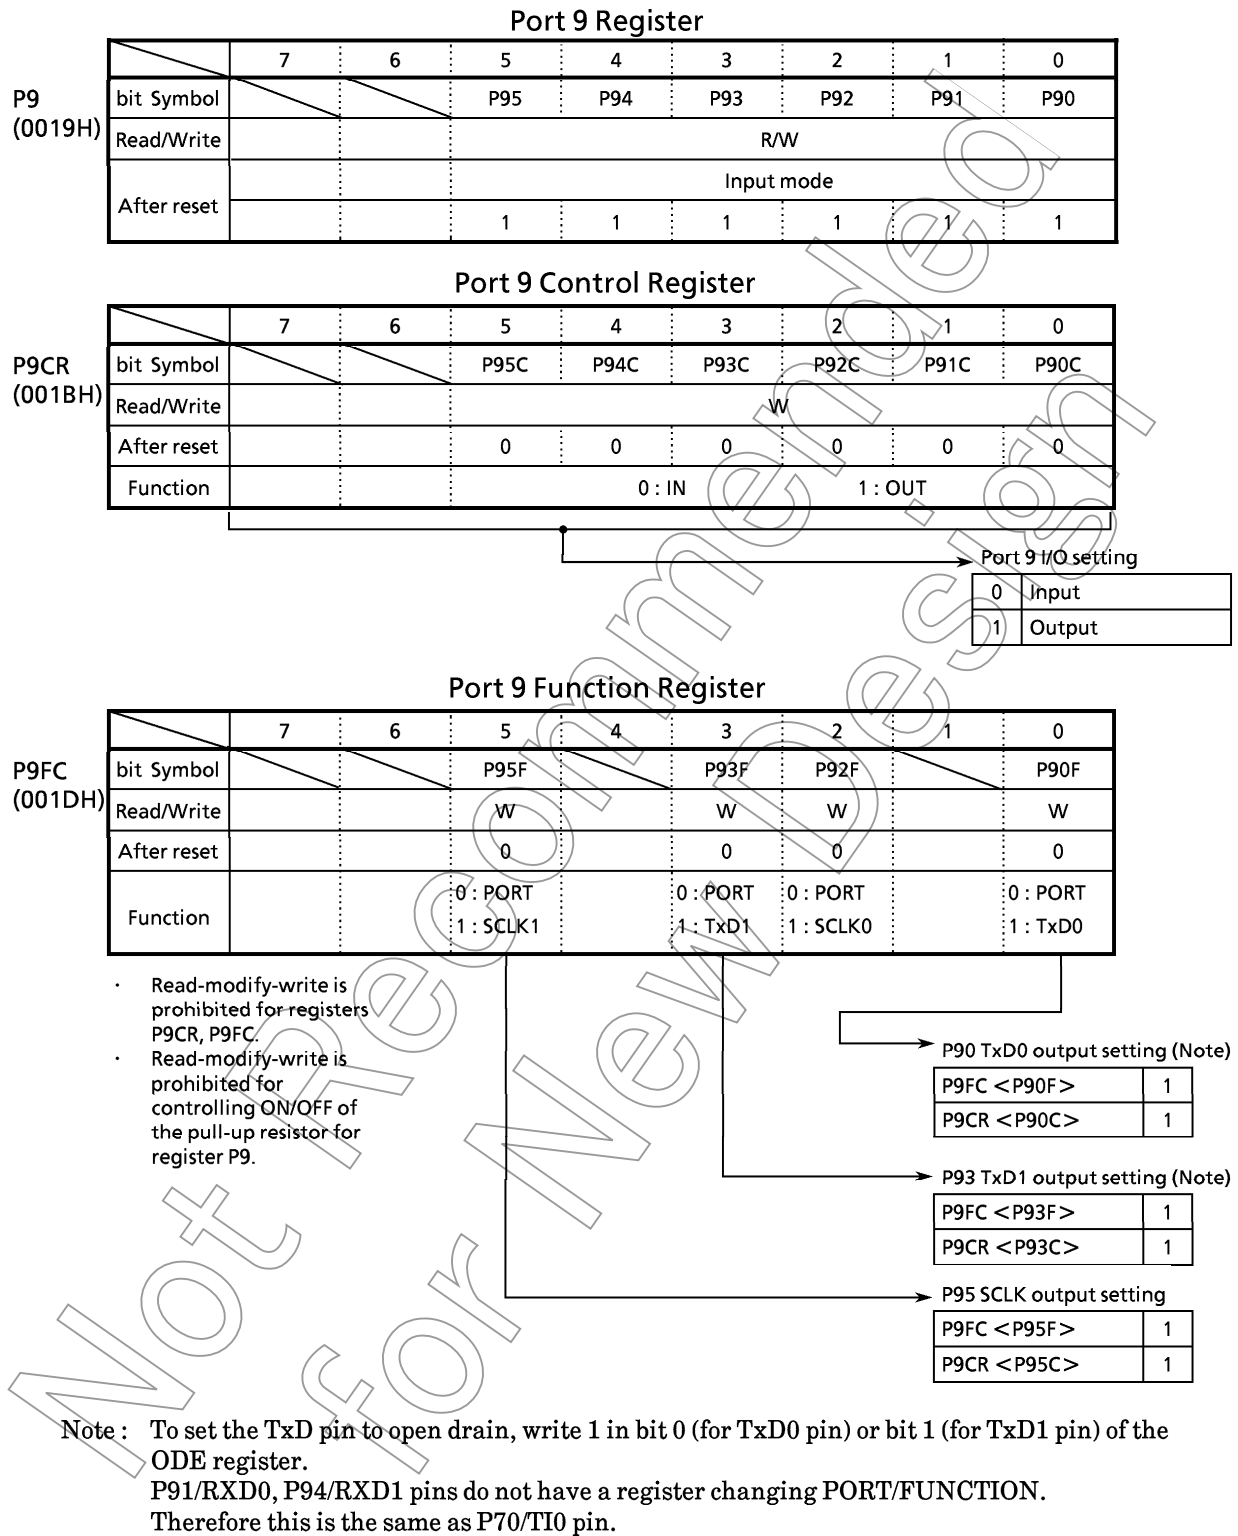 Port 9 Register
7 6 5 4 3 2 1 0
P9
(0019H)
bit Symbol P95 P94 P93 P92 P91 P90
Read/Write R/W
After reset Input mode
1 1 1 1 1 1
Port 9 Control Register
7 6 5 4 3 2 1 0
P9CR
(001BH)
bit Symbol P95C P94C P93C P92C P91C P90C
Read/Write W
After reset 0 0 0 0 0 0
Function 0 : IN 1 : OUT
Port 9 I/O setting
0 Input
1 Output
Port 9 Function Register
7 6 5 4 3 2 1 0
P9FC
(001DH)
bit Symbol P95F P93F P92F P90F
Read/Write W W W W
After reset 0 0 0 0
Function
0 : PORT 0 : PORT 0 : PORT 0 : PORT
1 : SCLK1 1 : TxD1 1 : SCLK0 1 : TxD0
· Read-modify-write is
prohibited for registers
P9CR, P9FC.
· Read-modify-write is
prohibited for
controlling ON/OFF of
the pull-up resistor for
register P9.
P90 TxD0 output setting (Note)
P9FC <P90F> 1
P9CR <P90C> 1
P93 TxD1 output setting (Note)
P9FC <P93F> 1
P9CR <P93C> 1
P95 SCLK output setting
P9FC <P95F> 1
P9CR <P95C> 1
Note : To set the TxD pin to open drain, write 1 in bit 0 (for TxD0 pin) or bit 1 (for TxD1 pin) of the
ODE register.
P91/RXD0, P94/RXD1 pins do not have a register changing PORT/FUNCTION.
Therefore this is the same as P70/TI0 pin.
Not Recommended
for New Design